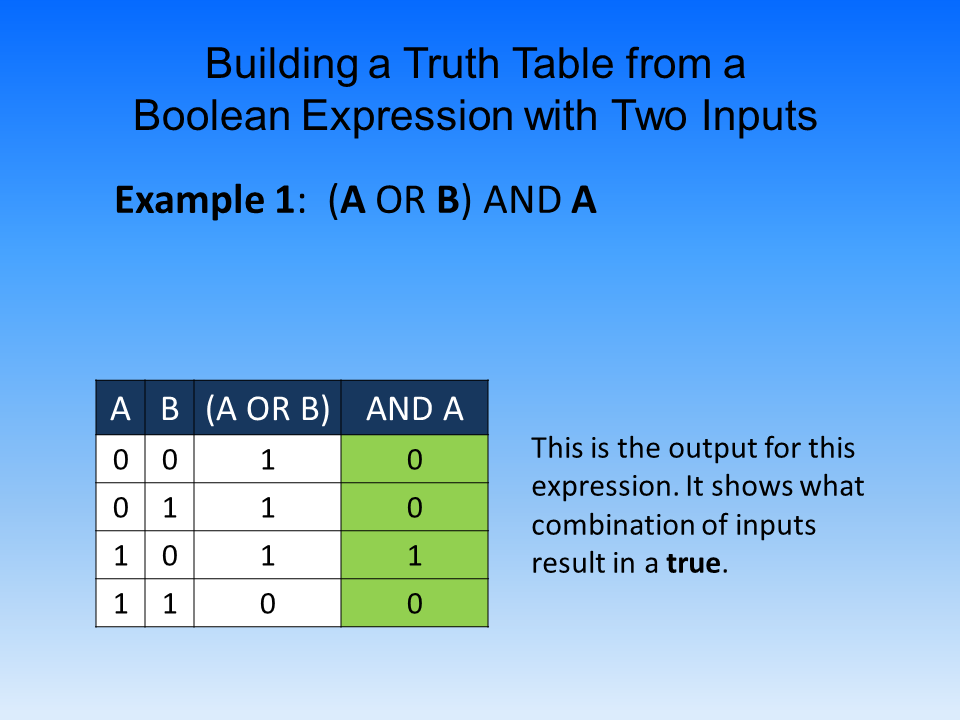 Building a Truth Table from a
Boolean Expression with Two Inputs
Example 1: (A OR B) AND A
A B (A OR B) AND A
0 0 1 0
0 1 1 0
1 0 1 1
1 1 0 0
This is the output for this
expression. It shows what
combination of inputs
result in a true.